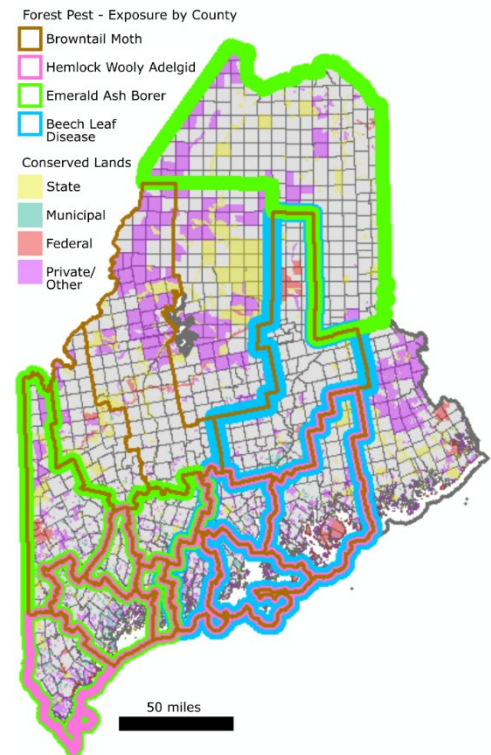 Forest Pest - Exposure by County
Browntail Moth
Hemlock Wooly Adelgid
Emerald Ash Borer
Beech Leaf
Disease
Conserved Lands
State
Municipal
Federal
Private/
Other
50 miles